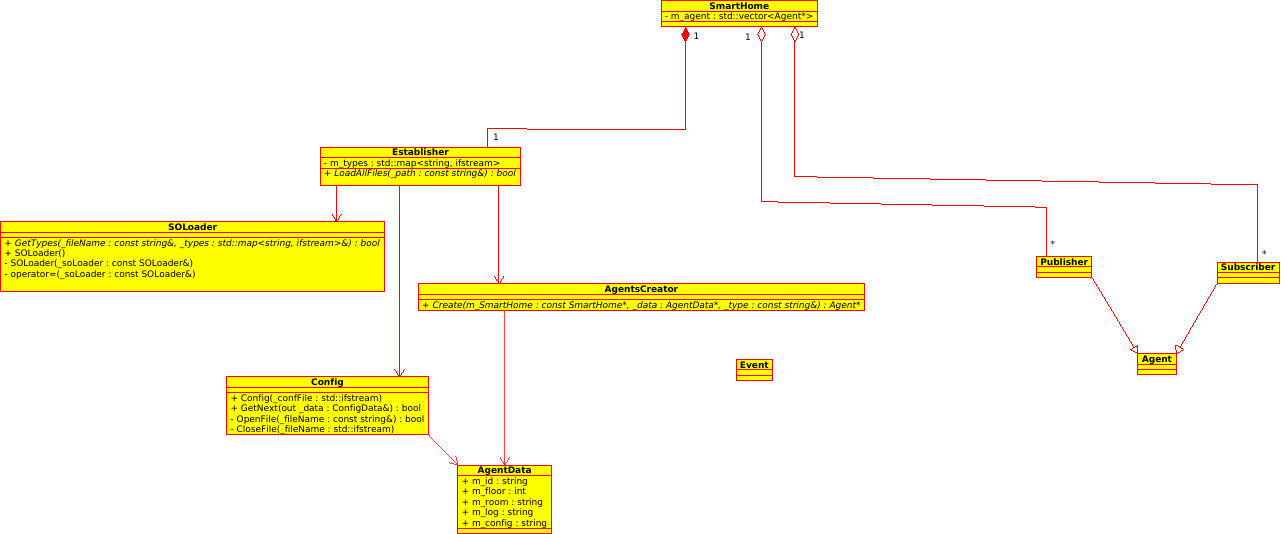 SmartHome
- m_agent : std::vector<Agent*>
1
1
1
1
Establisher
- m_types : std::map<string, ifstream>
+ LoadAllFiles(_path : const string&) : bool
SOLoader
+ GetTypes(_fileName : const string&, _types : std::map<string, ifstream>&) : bool
+ SOLoader()
- SOLoader(_soLoader : const SOLoader&)
- operator=(_soLoader : const SOLoader&)
*
*
Publisher
Subscriber
AgentsCreator
+ Create(m_SmartHome : const SmartHome*, _data : AgentData*, _type : const string&) : Agent*
Event
Agent
Config
+ Config(_confFile : std::ifstream)
+ GetNext(out _data : ConfigData&) : bool
- OpenFile(_fileName : const string&) : bool
- CloseFile(_fileName : std::ifstream)
AgentData
+ m_id : string
+ m_floor : int
+ m_room : string
+ m_log : string
+ m_config : string